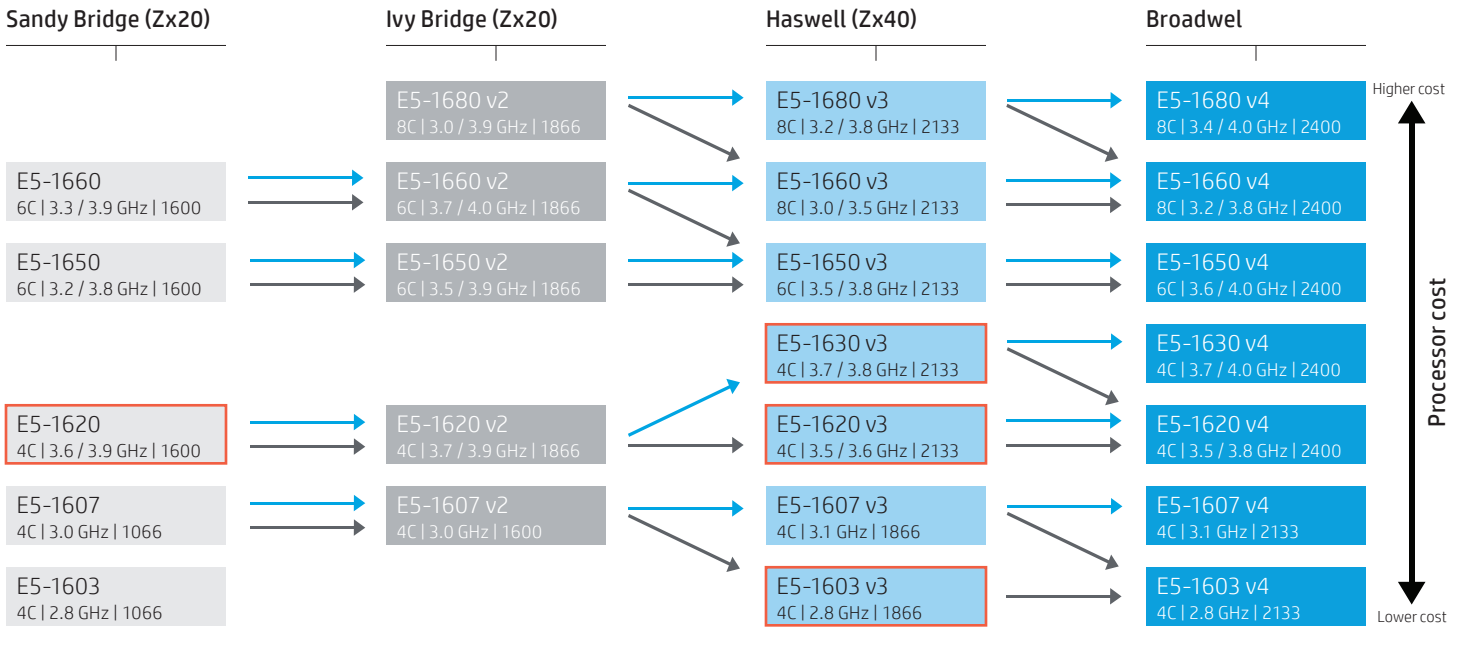 Sandy Bridge (Zx20)
Ivy Bridge (Zx20)
Haswell (Zx40)
Broadwel
E5-1680 v2
8C | 3.0 / 3.9 GHz | 1866
E5-1680 v3
8C | 3.2 / 3.8 GHz | 2133
E5-1680 v4
8C | 3.4 / 4.0 GHz | 2400
Higher cost
E5-1660
6C | 3.3 / 3.9 GHz | 1600
E5-1660 v2
6C | 3.7 / 4.0 GHz | 1866
E5-1660 v3
8C | 3.0 / 3.5 GHz | 2133
E5-1660 v4
8C | 3.2 / 3.8 GHz | 2400
E5-1650
6C | 3.2 / 3.8 GHz | 1600
E5-1650 v2
6C | 3.5 / 3.9 GHz | 1866
E5-1650 v3
6C | 3.5 / 3.8 GHz | 2133
E5-1650 v4
6C | 3.6 / 4.0 GHz | 2400
E5-1630 v3
4C | 3.7 / 3.8 GHz | 2133
E5-1630 v4
4C | 3.7 / 4.0 GHz | 2400
Processor cost
E5-1620
4C | 3.6 / 3.9 GHz | 1600
E5-1620 v2
4C | 3.7 / 3.9 GHz | 1866
E5-1620 v3
4C | 3.5 / 3.6 GHz | 2133
E5-1620 v4
4C | 3.5 / 3.8 GHz | 2400
E5-1607
4C | 3.0 GHz | 1066
E5-1607 v2
4C | 3.0 GHz | 1600
E5-1607 v3
4C | 3.1 GHz | 1866
E5-1607 v4
4C | 3.1 GHz | 2133
E5-1603
4C | 2.8 GHz | 1066
E5-1603 v3
4C | 2.8 GHz | 1866
E5-1603 v4
4C | 2.8 GHz | 2133
Lower cost